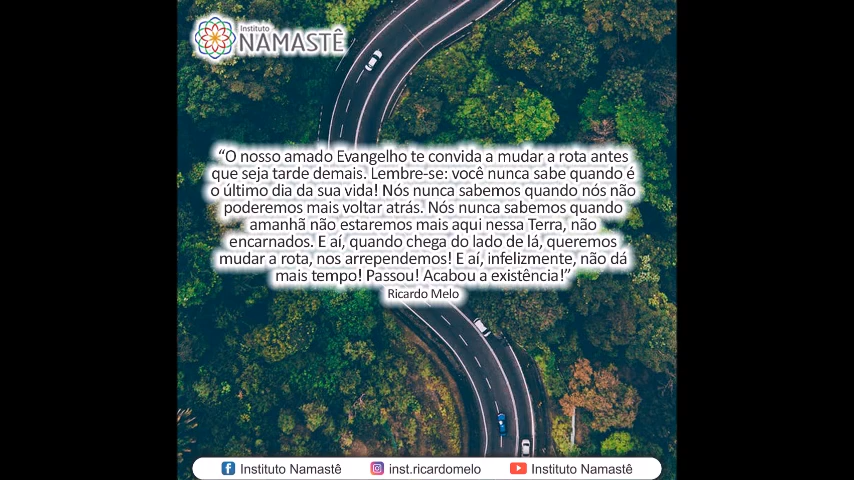 Instituto
NAMASTÊ
“O nosso amado Evangelho te convida a mudar a rota antes
que seja tarde demais. Lembre-se: você nunca sabe quando é
o último dia da sua vida! Nós nunca sabemos quando nós não
poderemos mais voltar atrás. Nós nunca sabemos quando
amanhã não estaremos mais aqui nessa Terra, não
encarnados. E aí, quando chega do lado de lá, queremos
mudar a rota, nos arrependemos! E aí, infelizmente, não dá
mais tempo! Passou! Acabou a existência!”
Ricardo Melo
Instituto Namastê inst.ricardomelo Instituto Namastê